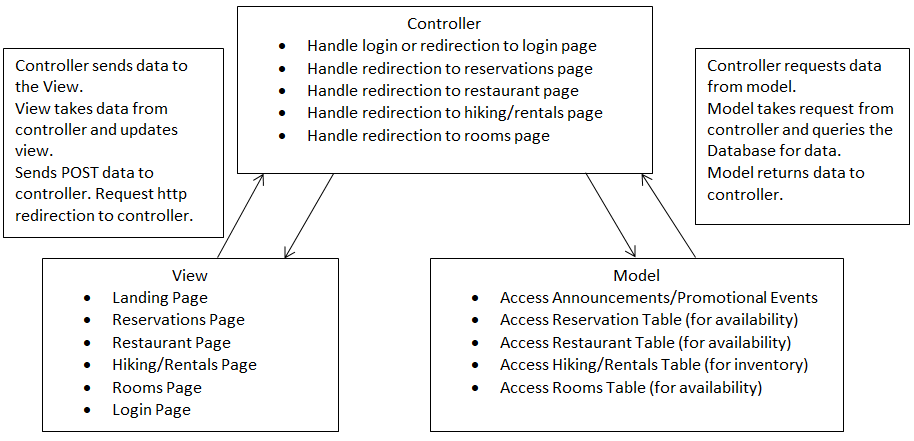 Controller
• Handle login or redirection to login page
• Handle redirection to reservations page
• Handle redirection to restaurant page
• Handle redirection to hiking/rentals page
• Handle redirection to rooms page
Controller sends data to
the View.
View takes data from
controller and updates
view.
Sends POST data to
controller. Request http
redirection to controller.
Controller requests data
from model.
Model takes request from
controller and queries the
Database for data.
Model returns data to
controller.
View
• Landing Page
• Reservations Page
• Restaurant Page
• Hiking/Rentals Page
• Rooms Page
• Login Page
Model
• Access Announcements/Promotional Events
• Access Reservation Table (for availability)
• Access Restaurant Table (for availability)
• Access Hiking/Rentals Table (for inventory)
• Access Rooms Table (for availability)